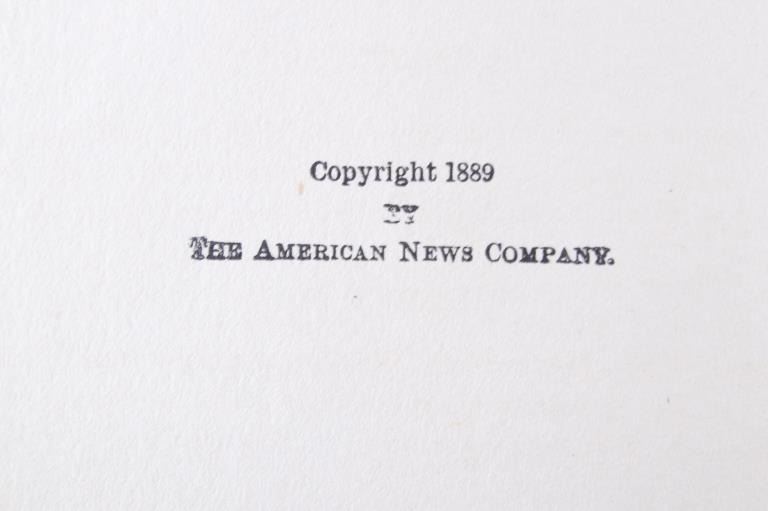 Copyright 1889
BY
THE AMERICAN NEWS COMPANY.